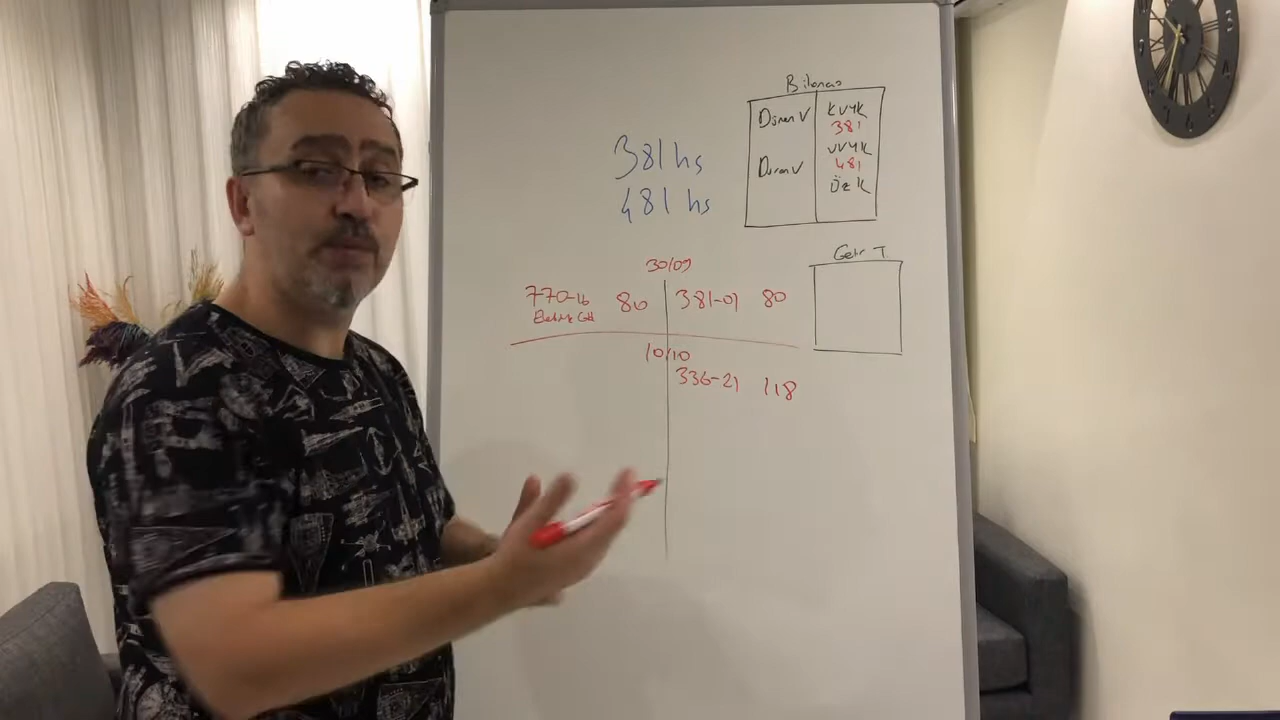 381 hs
481 hs
Bilanço
Dönen V
KVYK
381
Duran V
UVYK
481
Öz K
Gelir T
30/09
770-16 80 381-01 80
Elektrik
10/10
336-21 118